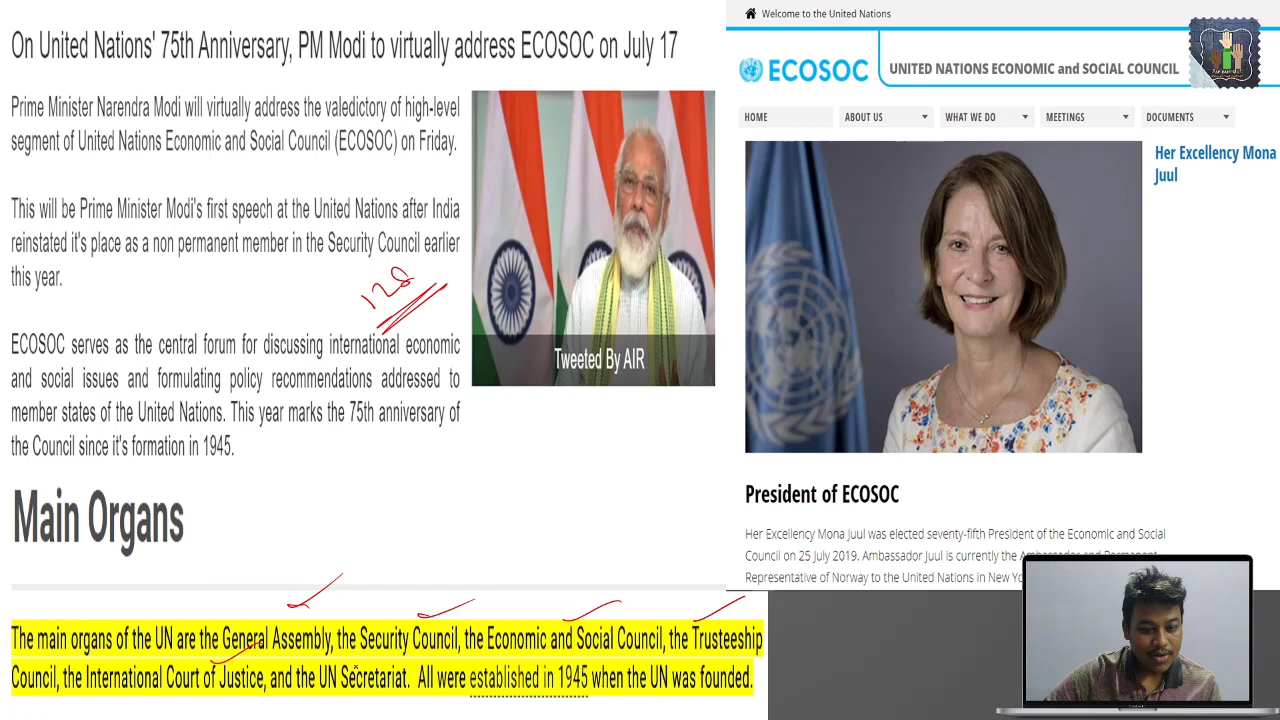 On United Nations' 75th Anniversary, PM Modi to virtually address ECOSOC on July 17
Prime Minister Narendra Modi will virtually address the valedictory of high-level
segment of United Nations Economic and Social Council (ECOSOC) on Friday.
This will be Prime Minister Modi's first speech at the United Nations after India
reinstated it's place as a non permanent member in the Security Council earlier
this year.
128
ECOSOC serves as the central forum for discussing international economic
and social issues and formulating policy recommendations addressed to
member states of the United Nations. This year marks the 75th anniversary of
the Council since it's formation in 1945.
Tweeted By AIR
Main Organs
The main organs of the UN are the General Assembly, the Security Council, the Economic and Social Council, the Trusteeship
Council, the International Court of Justice, and the UN Secretariat. All were established in 1945 when the UN was founded.
Welcome to the United Nations
ECOSOC
UNITED NATIONS ECONOMIC and SOCIAL COUNCIL
HOME
ABOUT US
WHAT WE DO
MEETINGS
DOCUMENTS
Her Excellency Mona
Juul
President of ECOSOC
Her Excellency Mona Juul was elected seventy-fifth President of the Economic and Social
Council on 25 July 2019. Ambassador Juul is currently the Ambassador and Permanent
Representative of Norway to the United Nations in New